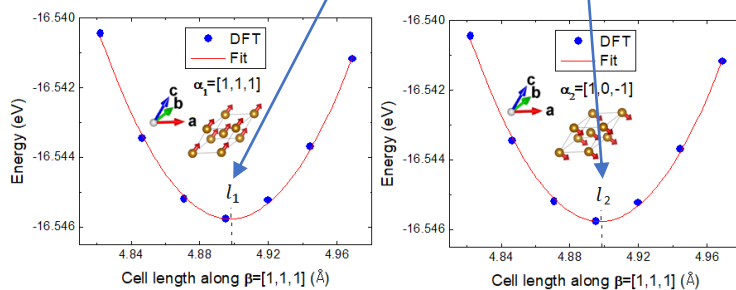 -16.540
-16.542
-16.544
-16.546
Energy (eV)
DFT
Fit
α1=[1,1,1]
c
b
a
l1
4.84 4.88 4.92 4.96
Cell length along β=[1,1,1] (Å)
-16.540
-16.542
-16.544
-16.546
Energy (eV)
DFT
Fit
α2=[1,0,-1]
c
b
a
l2
4.84 4.88 4.92 4.96
Cell length along β=[1,1,1] (Å)